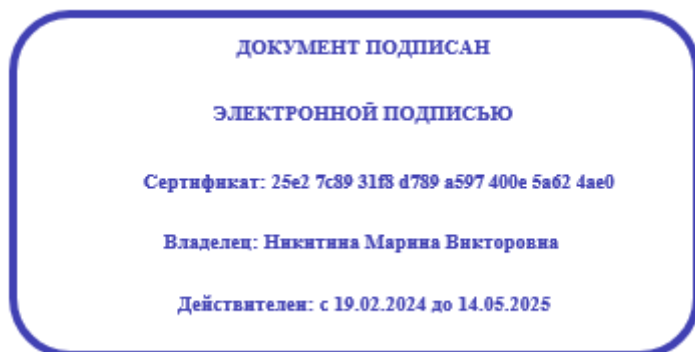 ДОКУМЕНТ ПОДПИСАН
ЭЛЕКТРОННОЙ ПОДПИСЬЮ
Сертификат: 25e2 7c89 31f8 d789 a597 400e 5a62 4ae0
Владелец: Никитина Марина Викторовна
Действителен: с 19.02.2024 до 14.05.2025